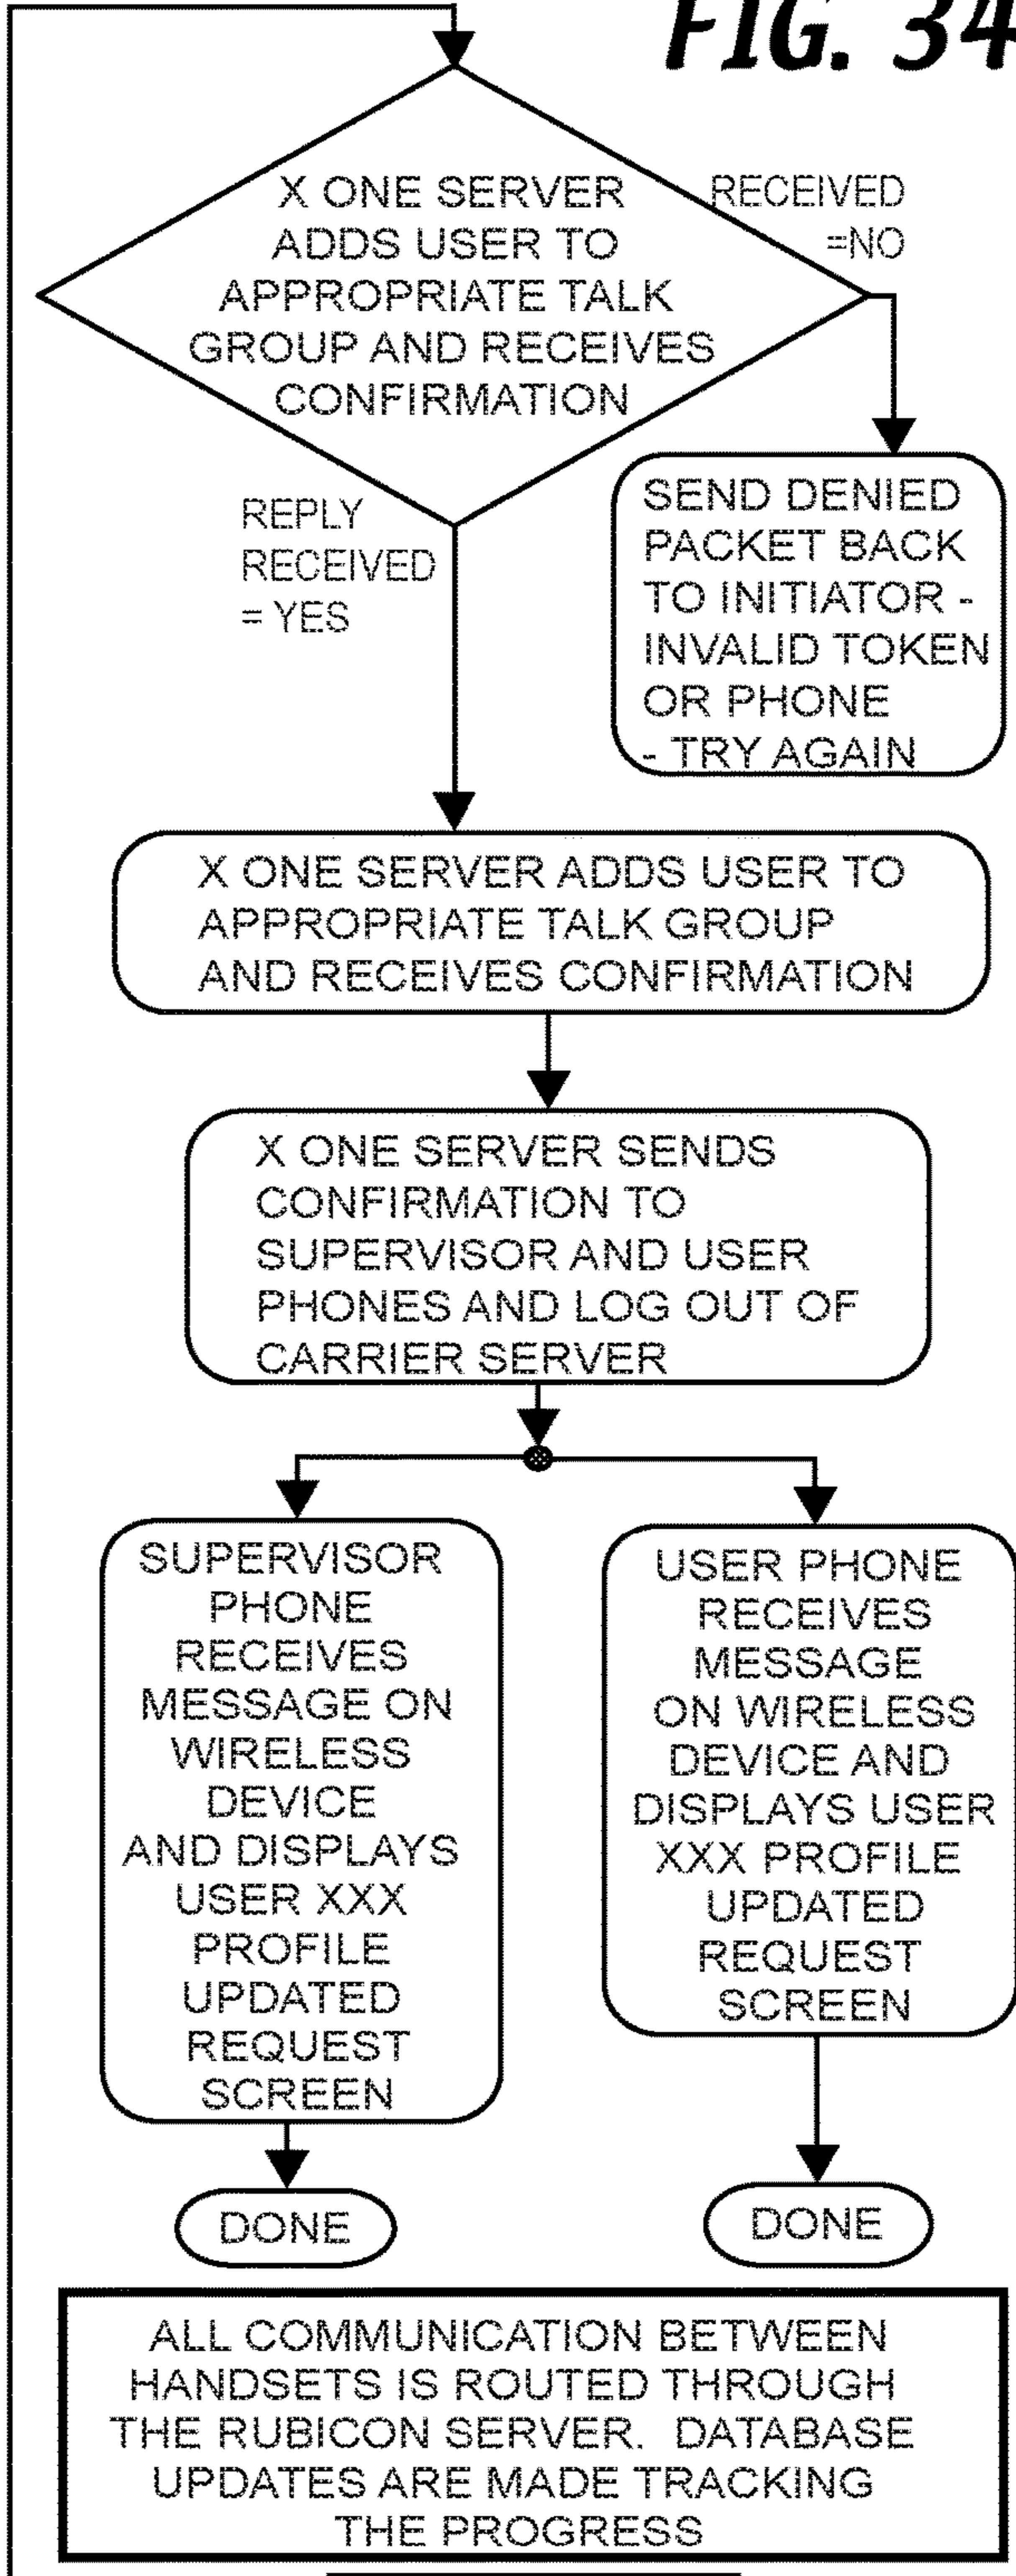 FIG. 34
X ONE SERVER
ADDS USER TO
APPROPRIATE TALK
GROUP AND RECEIVES
CONFIRMATION
RECEIVED
=NO
REPLY
RECEIVED
= YES
SEND DENIED
PACKET BACK
TO INITIATOR -
INVALID TOKEN
OR PHONE
- TRY AGAIN
X ONE SERVER ADDS USER TO
APPROPRIATE TALK GROUP
AND RECEIVES CONFIRMATION
X ONE SERVER SENDS
CONFIRMATION TO
SUPERVISOR AND USER
PHONES AND LOG OUT OF
CARRIER SERVER
SUPERVISOR
PHONE
RECEIVES
MESSAGE ON
WIRELESS
DEVICE
AND DISPLAYS
USER XXX
PROFILE
UPDATED
REQUEST
SCREEN
USER PHONE
RECEIVES
MESSAGE
ON WIRELESS
DEVICE AND
DISPLAYS USER
XXX PROFILE
UPDATED
REQUEST
SCREEN
DONE
DONE
ALL COMMUNICATION BETWEEN
HANDSETS IS ROUTED THROUGH
THE RUBICON SERVER. DATABASE
UPDATES ARE MADE TRACKING
THE PROGRESS